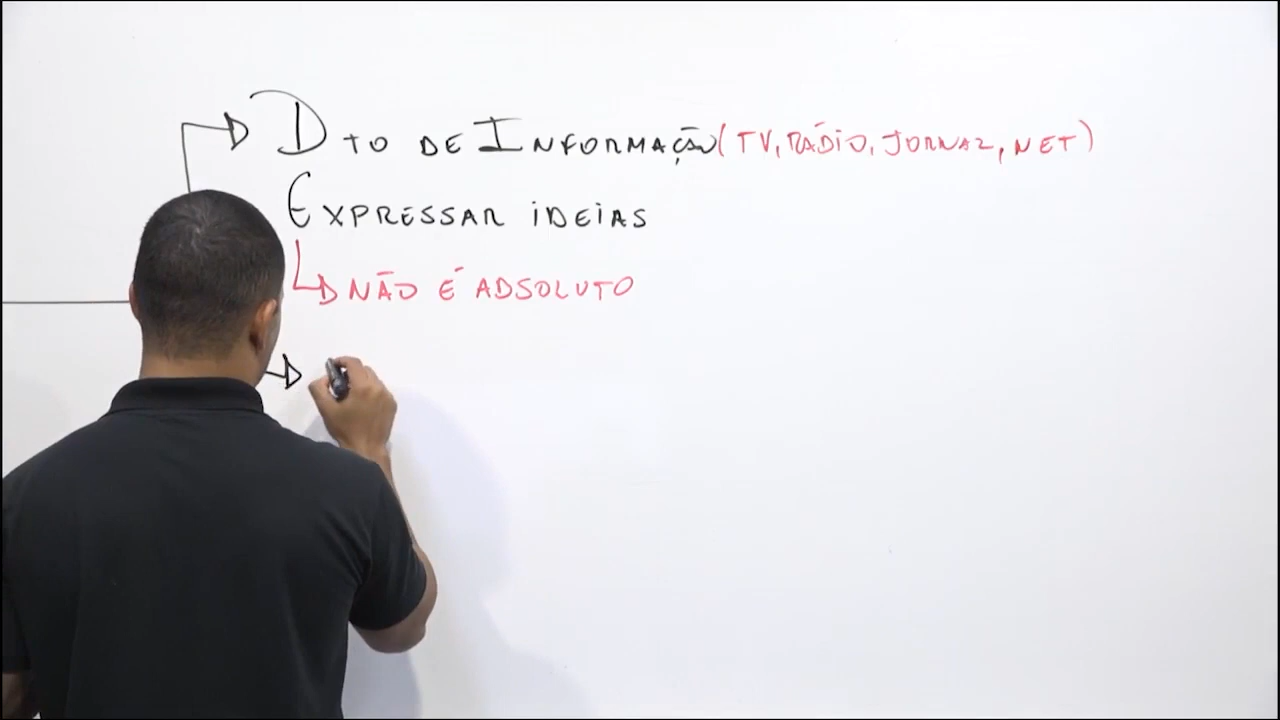 DTO DE INFORMAÇÃO (TV, RÁDIO, JORNAL, NET)
EXPRESSAR IDEIAS
NÃO É ABSOLUTO